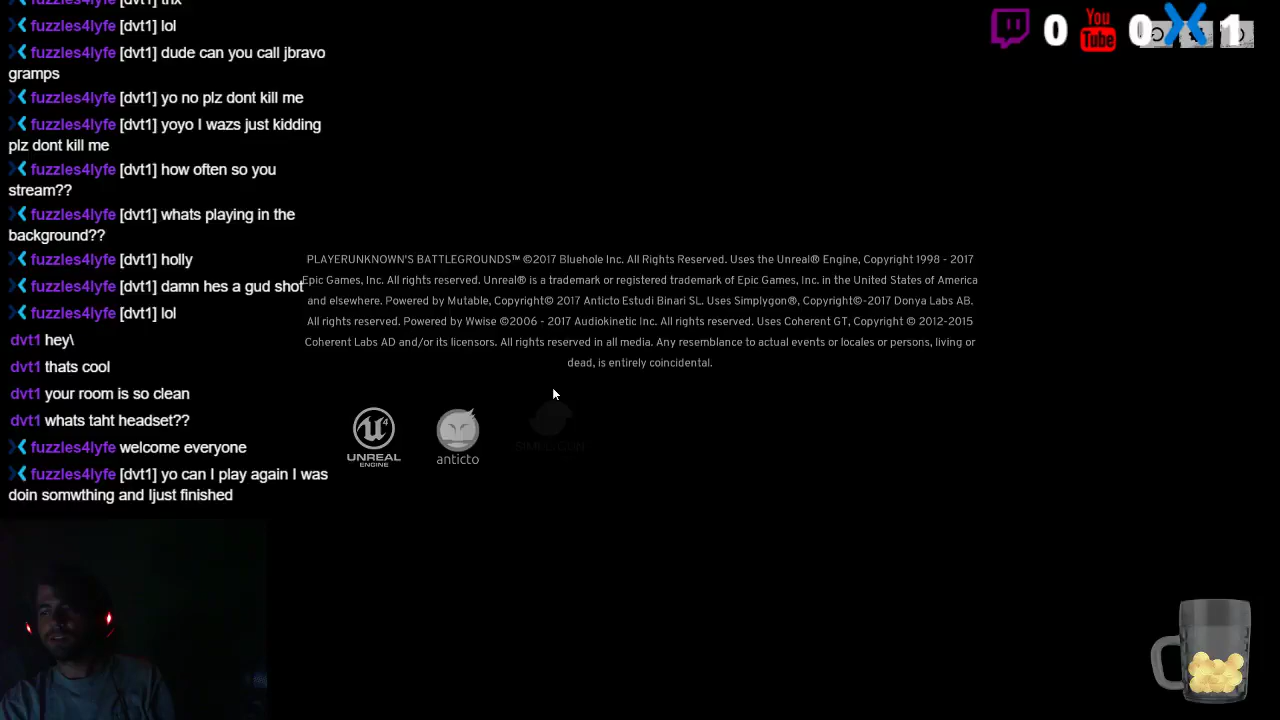 fuzzles4lyfe [dvt1] thx
fuzzles4lyfe [dvt1] lol
fuzzles4lyfe [dvt1] dude can you call jbravo
gramps
fuzzles4lyfe [dvt1] yo no plz dont kill me
fuzzles4lyfe [dvt1] yoyo I wazs just kidding
plz dont kill me
fuzzles4lyfe [dvt1] how often so you
stream??
fuzzles4lyfe [dvt1] whats playing in the
background??
fuzzles4lyfe [dvt1] holly
fuzzles4lyfe [dvt1] damn hes a gud shot
fuzzles4lyfe [dvt1] lol
dvt1 hey\
dvt1 thats cool
dvt1 your room is so clean
dvt1 whats taht headset??
fuzzles4lyfe welcome everyone
fuzzles4lyfe [dvt1] yo can I play again I was
doin somwthing and Ijust finished
0 You Tube 0 1
PLAYERUNKNOWN'S BATTLEGROUNDS™ ©2017 Bluehole Inc. All Rights Reserved. Uses the Unreal® Engine, Copyright 1998 - 2017
Epic Games, Inc. All rights reserved. Unreal® is a trademark or registered trademark of Epic Games, Inc. in the United States of America
and elsewhere. Powered by Mutable, Copyright© 2017 Anticto Estudi Binari SL. Uses Simplygon®, Copyright©-2017 Donya Labs AB.
All rights reserved. Powered by Wwise ©2006 - 2017 Audiokinetic Inc. All rights reserved. Uses Coherent GT, Copyright © 2012-2015
Coherent Labs AD and/or its licensors. All rights reserved in all media. Any resemblance to actual events or locales or persons, living or
dead, is entirely coincidental.
UNREAL
ENGINE
anticto
SIMPLYGON